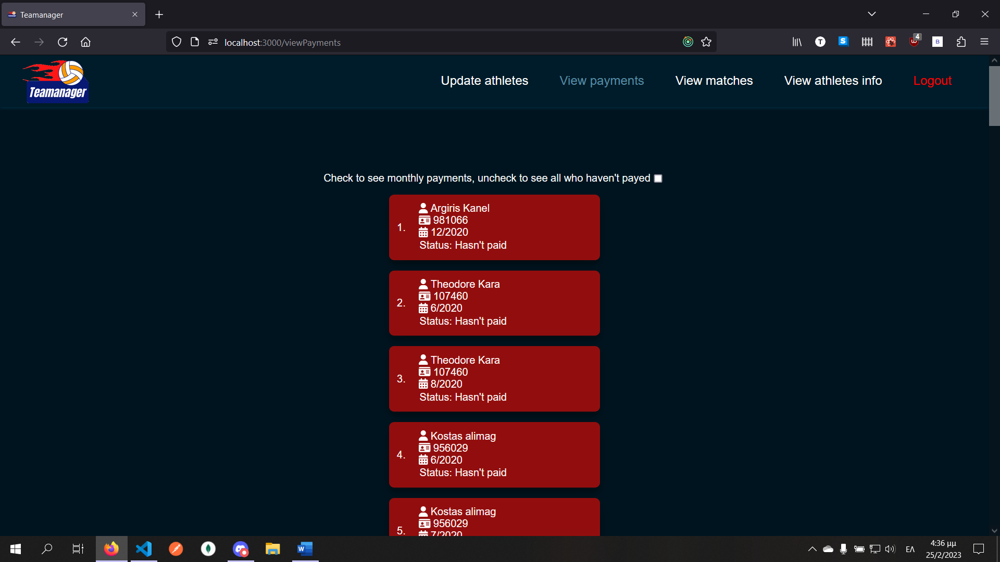 Teamanager
localhost:3000/viewPayments
4
Teamanager
Update athletes
View payments
View matches
View athletes info
Logout
Check to see monthly payments, uncheck to see all who haven't payed
1.
Argiris Kanel
981066
12/2020
Status: Hasn't paid
2.
Theodore Kara
107460
6/2020
Status: Hasn't paid
3.
Theodore Kara
107460
8/2020
Status: Hasn't paid
4.
Kostas alimag
956029
6/2020
Status: Hasn't paid
5.
Kostas alimag
956029
7/2020
ΕΛ
4:36 μμ
25/2/2023